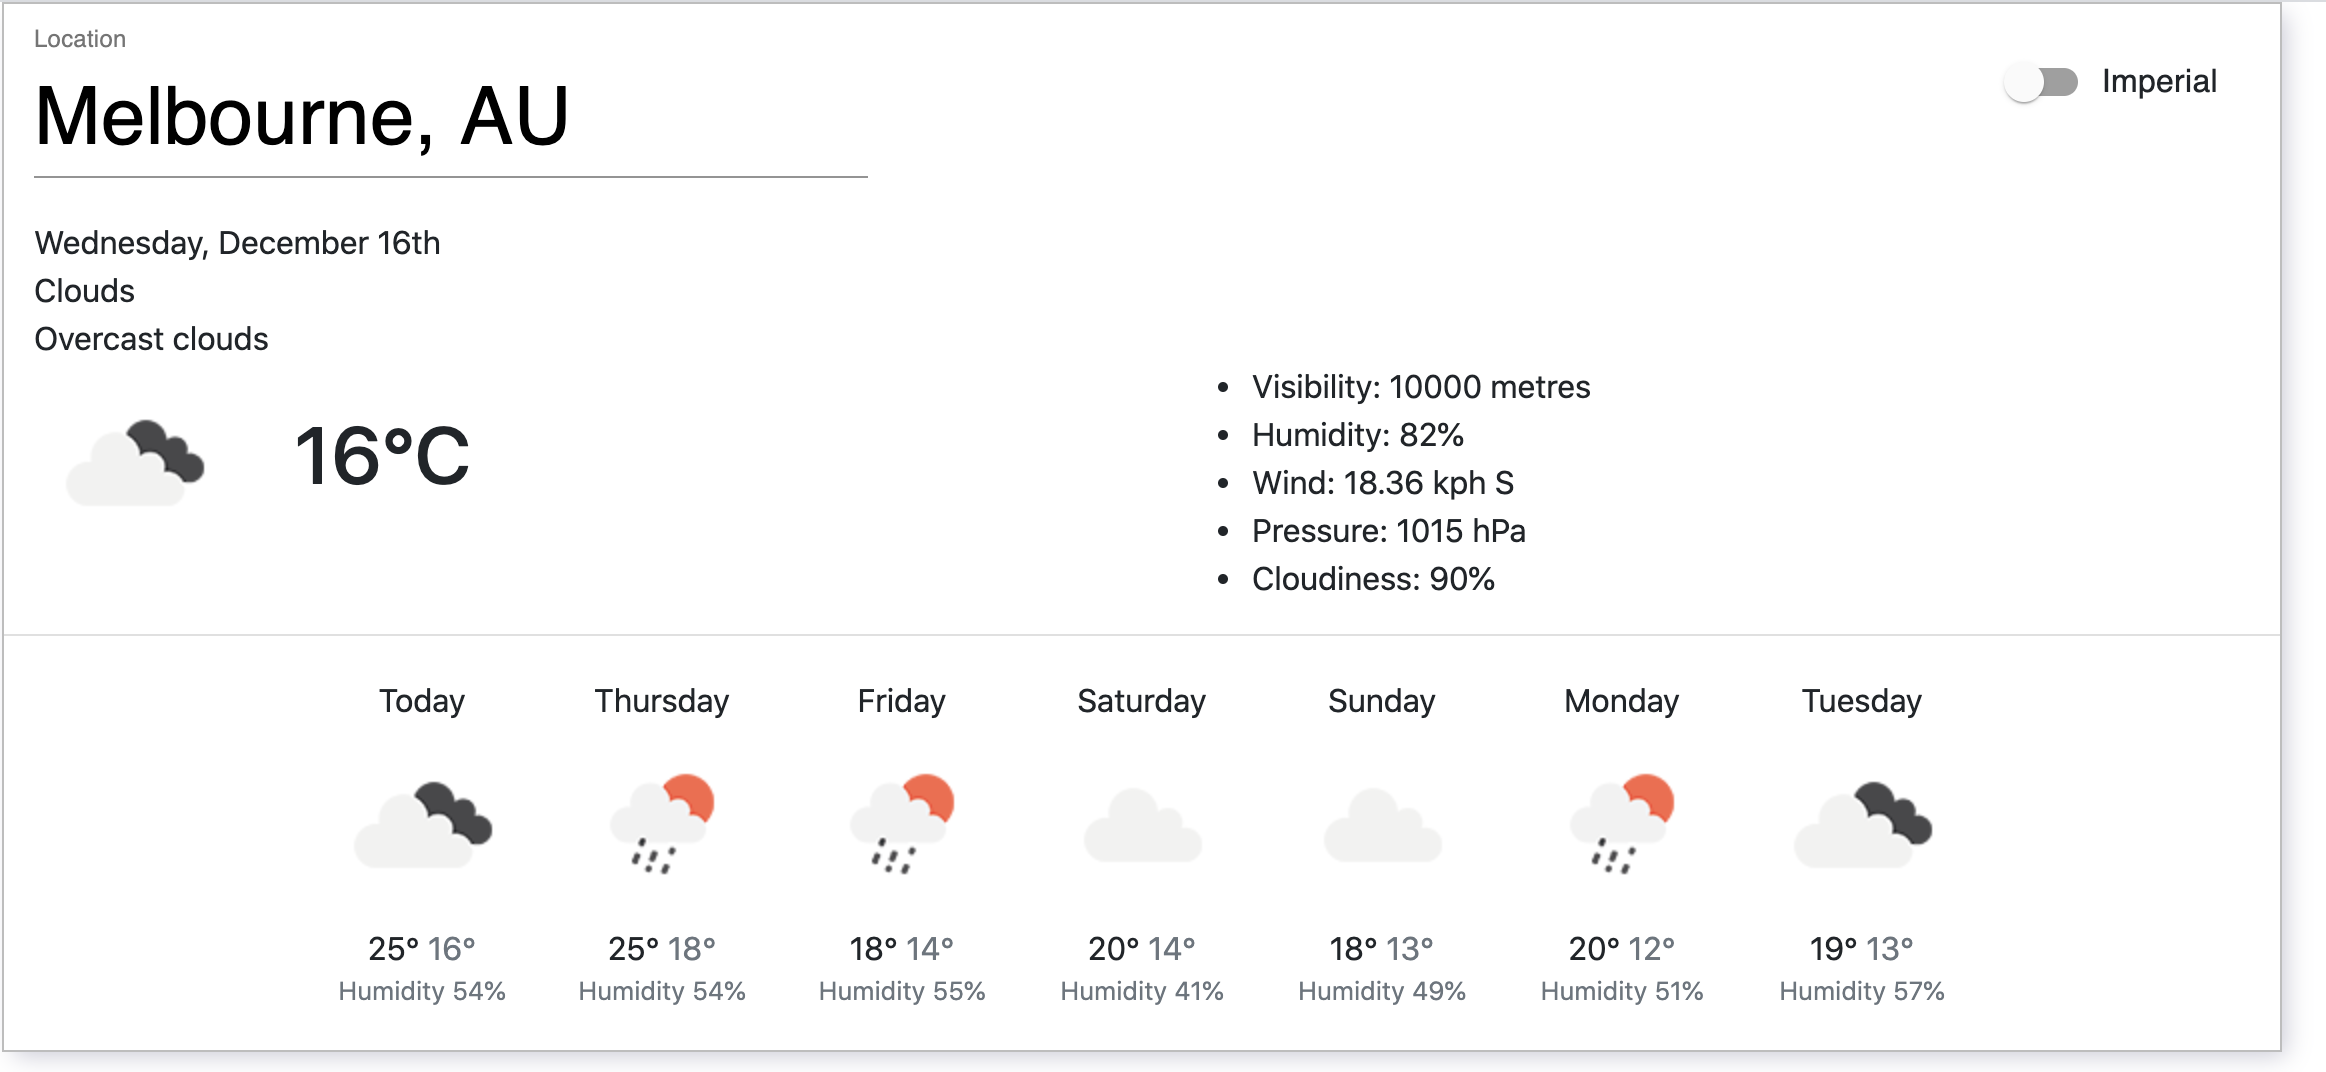 Location
Melbourne, AU
Imperial
Wednesday, December 16th
Clouds
Overcast clouds
16°C
• Visibility: 10000 metres
• Humidity: 82%
• Wind: 18.36 kph S
• Pressure: 1015 hPa
• Cloudiness: 90%
Today Thursday Friday Saturday Sunday Monday Tuesday
25° 16° 25° 18° 18° 14° 20° 14° 18° 13° 20° 12° 19° 13°
Humidity 54% Humidity 54% Humidity 55% Humidity 41% Humidity 49% Humidity 51% Humidity 57%